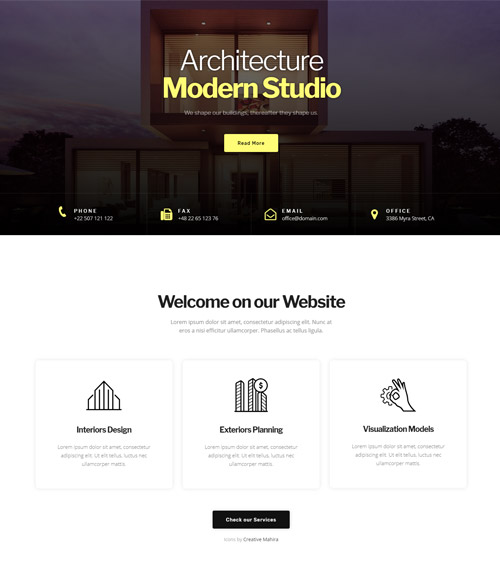 Architecture
Modern Studio
We shape our buildings, thereafter they shape us.
Read More
PHONE
+22 507 121 122
FAX
+48 22 65 123 76
EMAIL
office@domain.com
OFFICE
3386 Myra Street, CA
Welcome on our Website
Lorem ipsum dolor sit amet, consectetur adipiscing elit. Nunc at
eros a nisi efficitur ullamcorper. Phasellus ac tellus ligula.
Interiors Design
Lorem ipsum dolor sit amet, consectetur
adipiscing elit. Ut elit tellus, luctus nec
ullamcorper mattis.
Exteriors Planning
Lorem ipsum dolor sit amet, consectetur
adipiscing elit. Ut elit tellus, luctus nec
ullamcorper mattis
Visualization Models
Lorem ipsum dolor sit amet, consectetur
adipiscing elit. Ut elit tellus, luctus nec
ullamcorper mattis.
Check our Services
Icons by Creative Mahira